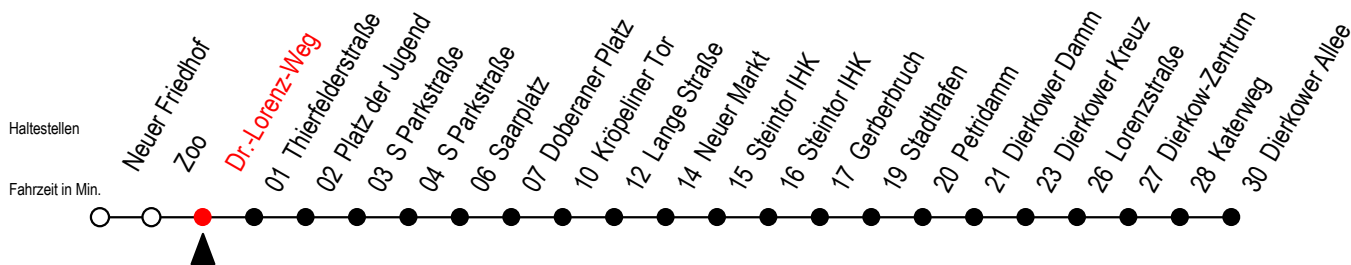 Haltestellen
Fahrzeit in Min.
Neuer Friedhof
Zoo
Dr.-Lorenz-Weg
01 Thierfelderstraße
02 Platz der Jugend
03 S Parkstraße
04 S Parkstraße
06 Saarplatz
07 Doberaner Platz
10 Kröpeliner Tor
12 Lange Straße
14 Neuer Markt
15 Steintor IHK
16 Steintor IHK
17 Gerberbruch
19 Stadthafen
20 Petridamm
21 Dierkower Damm
23 Dierkower Kreuz
26 Lorenzstraße
27 Dierkow-Zentrum
28 Katenweg
30 Dierkower Allee